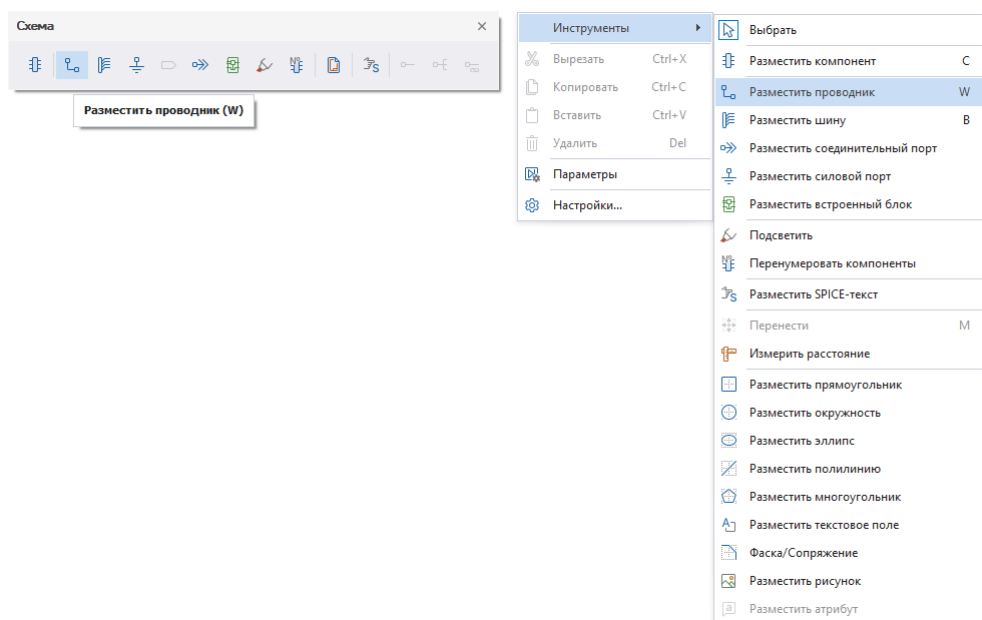 Схема
Разместить проводник (W)
Инструменты
Вырезать Ctrl+X
Копировать Ctrl+C
Вставить Ctrl+V
Удалить Del
Параметры
Настройки...
Выбрать
Разместить компонент C
Разместить проводник W
Разместить шину B
Разместить соединительный порт
Разместить силовой порт
Разместить встроенный блок
Подсветить
Перенумеровать компоненты
Разместить SPICE-текст
Перенести M
Измерить расстояние
Разместить прямоугольник
Разместить окружность
Разместить эллипс
Разместить полилинию
Разместить многоугольник
Разместить текстовое поле
Фаска/Сопряжение
Разместить рисунок
Разместить атрибут